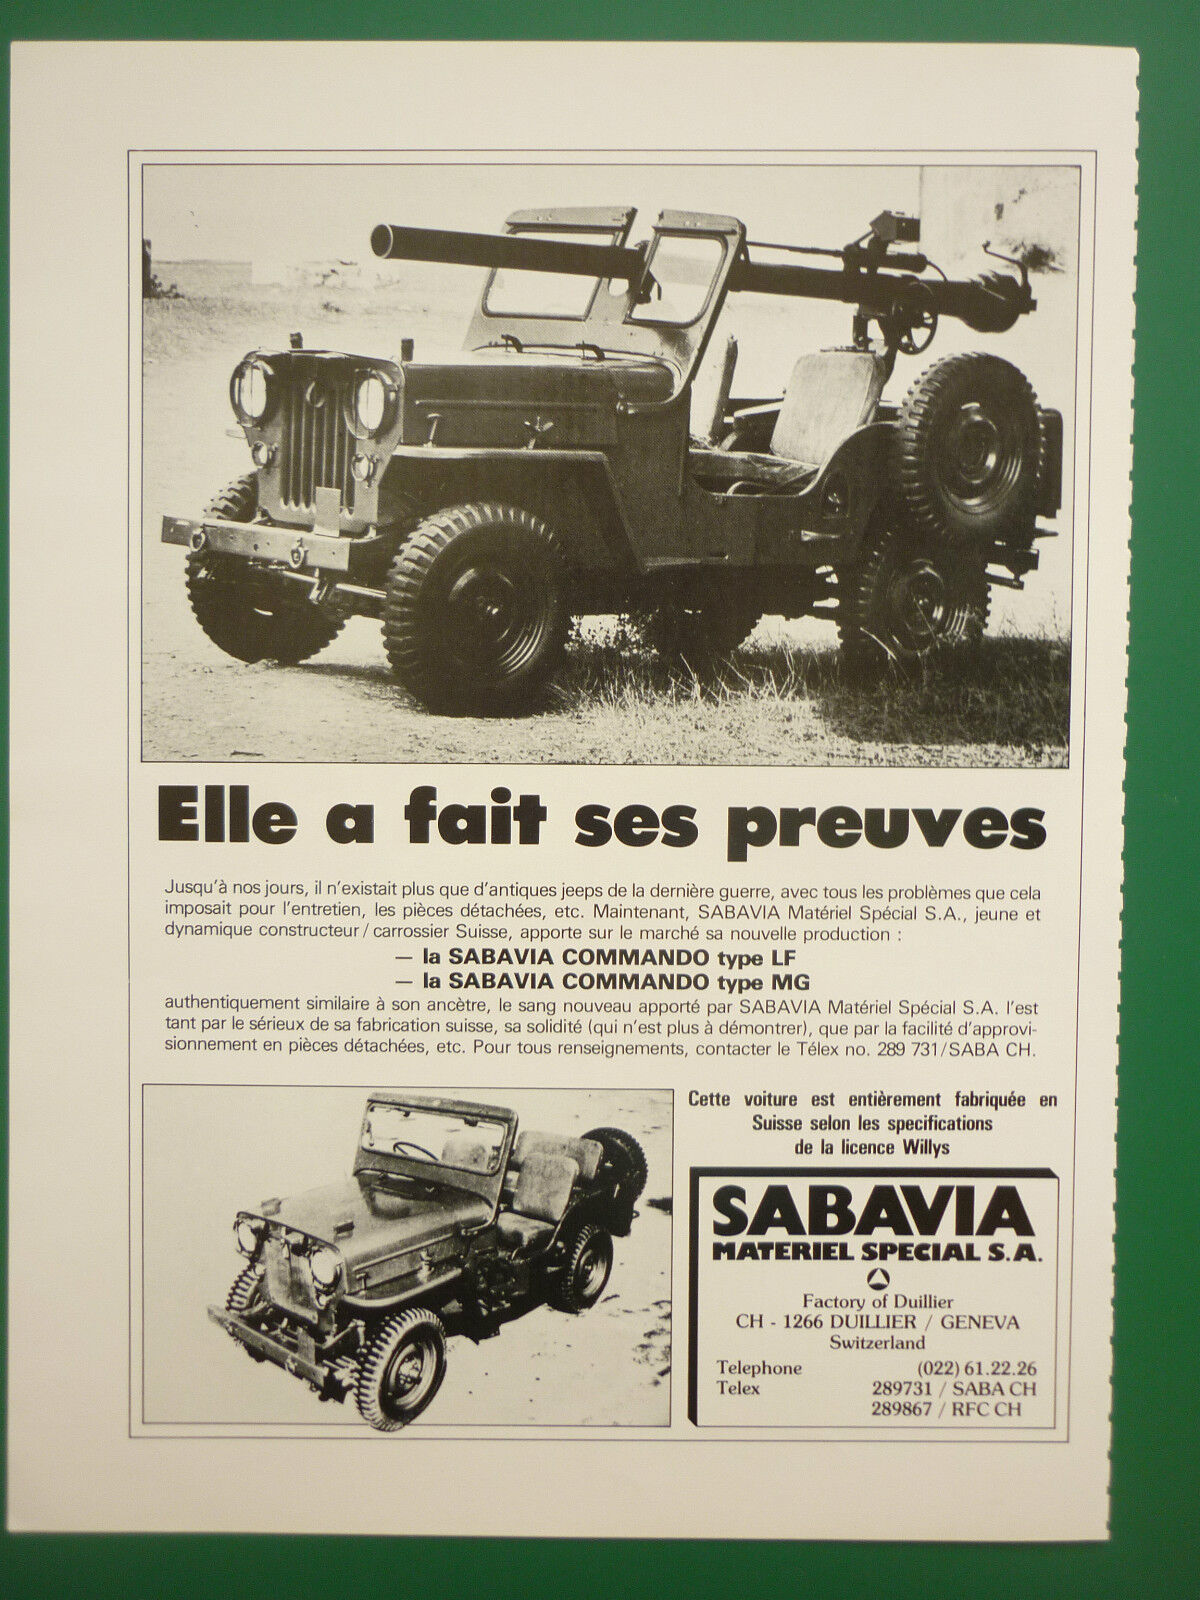 Elle a fait ses preuves
Jusqu'à nos jours, il n'existait plus que d'antiques jeeps de la dernière guerre, avec tous les problèmes que cela
imposait pour l'entretien, les pièces détachées, etc. Maintenant, SABAVIA Matériel Spécial S.A., jeune et
dynamique constructeur / carrossier Suisse, apporte sur le marché sa nouvelle production :
— la SABAVIA COMMANDO type LF
— la SABAVIA COMMANDO type MG
authentiquement similaire à son ancètre, le sang nouveau apporté par SABAVIA Matériel Spécial S.A. l'est
tant par le sérieux de sa fabrication suisse, sa solidité (qui n'est plus à démontrer), que par la facilité d'approvi-
sionnement en pièces détachées, etc. Pour tous renseignements, contacter le Télex no. 289 731/SABA CH.
Cette voiture est entièrement fabriquée en
Suisse selon les specifications
de la licence Willys
SABAVIA
MATERIEL SPECIAL S.A.
Factory of Duillier
CH - 1266 DUILLIER / GENEVA
Switzerland
Telephone (022) 61.22.26
Telex 289731 / SABA CH
289867 / RFC CH